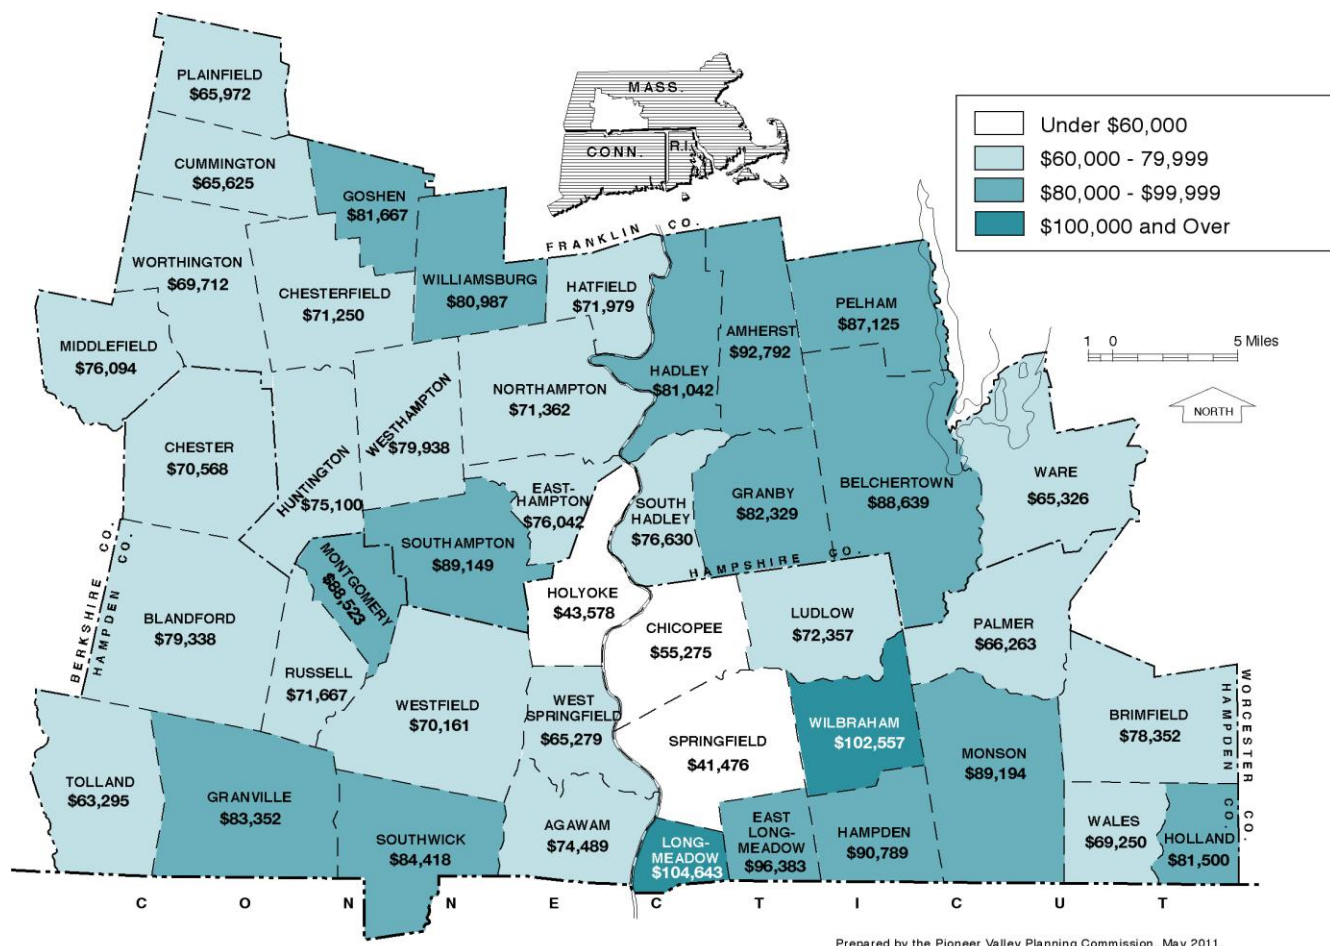 PLAINFIELD
$65,972
CUMMINGTON
$65,625
GOSHEN
$81,667
WORTHINGTON
$69,712
CHESTERFIELD
$71,250
WILLIAMSBURG
$80,987
MIDDLEFIELD
$76,094
MASS.
CONN.
R.I.
Under $60,000
$60,000 - 79,999
$80,000 - $99,999
$100,000 and Over
FRANKLIN CO.
HATFIELD
$71,979
AMHERST
$92,792
PELHAM
$87,125
1 0 5 Miles
NORTH
HADLEY
$81,042
NORTHAMPTON
$71,362
WESTHAMPTON
$79,938
CHESTER
$70,568
HUNTINGTON
$75,100
EAST-
HAMPTON
$76,042
SOUTH
HADLEY
$76,630
GRANBY
$82,329
BELCHERTOWN
$88,639
WARE
$65,326
SOUTHAMPTON
$89,149
MONTGOMERY
$88,523
HAMPSHIRE CO.
BERKSHIRE CO.
HAMPDEN CO.
BLANDFORD
$79,338
RUSSELL
$71,667
HOLYOKE
$43,578
CHICOPEE
$55,275
LUDLOW
$72,357
PALMER
$66,263
WESTFIELD
$70,161
WEST
SPRINGFIELD
$65,279
SPRINGFIELD
$41,476
WILBRAHAM
$102,557
MONSON
$89,194
BRIMFIELD
$78,352
HAMPDEN CO.
WORCESTER CO.
TOLLAND
$63,295
GRANVILLE
$83,352
SOUTHWICK
$84,418
AGAWAM
$74,489
LONG-
MEADOW
$104,643
EAST
LONG-
MEADOW
$96,383
HAMPDEN
$90,789
WALES
$69,250
HOLLAND
$81,500
CONNECTICUT
Prepared by the Pioneer Valley Planning Commission, May 2011